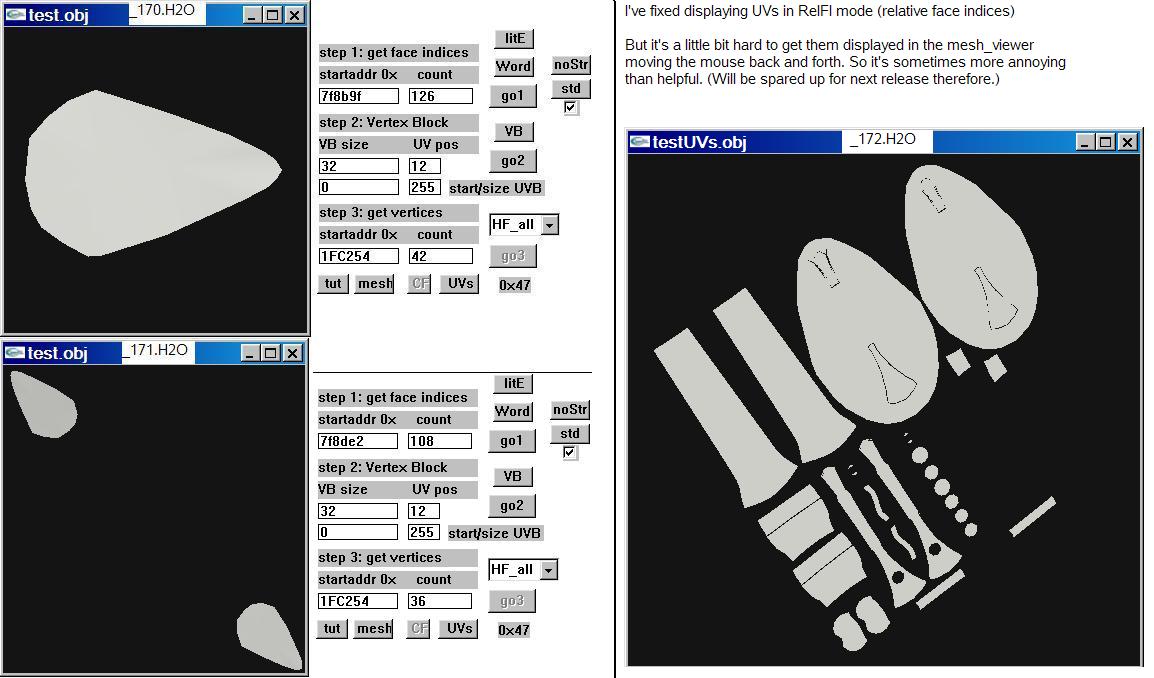 test.obj
_170.H2O
step 1: get face indices
startaddr 0x count
7f8b9f 126
step 2: Vertex Block
VB size UV pos
32 12
0 255 start/size UVB
step 3: get vertices
startaddr 0x count
1FC254 42
tut mesh CF UVs
litE
Word noStr
go1 std
VB
go2
HF_all
go3
0x47
test.obj
_171.H2O
step 1: get face indices
startaddr 0x count
7f8de2 108
step 2: Vertex Block
VB size UV pos
32 12
0 255 start/size UVB
step 3: get vertices
startaddr 0x count
1FC254 36
tut mesh CF UVs
litE
Word noStr
go1 std
VB
go2
HF_all
go3
0x47
I've fixed displaying UVs in RelFI mode (relative face indices)
But it's a little bit hard to get them displayed in the mesh_viewer
moving the mouse back and forth. So it's sometimes more annoying
than helpful. (Will be spared up for next release therefore.)
testUVs.obj
_172.H2O